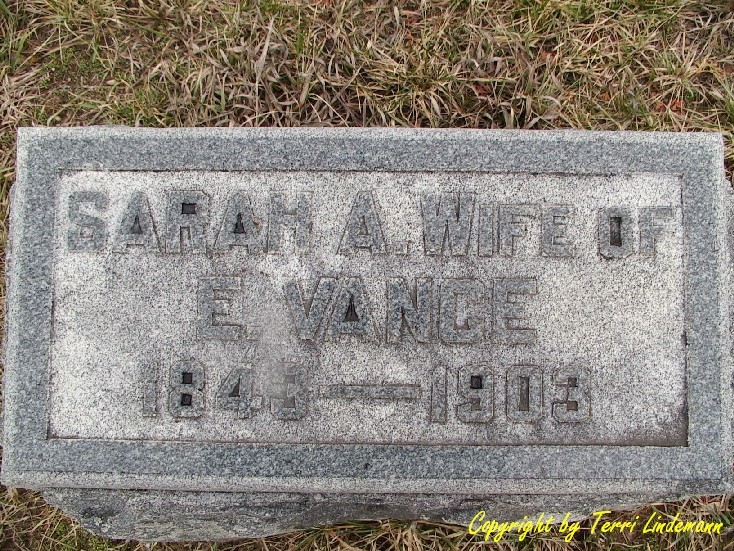 SARAH A. WIFE OF
E. VANCE
1843—1903
Copyright by Terri Lindemann